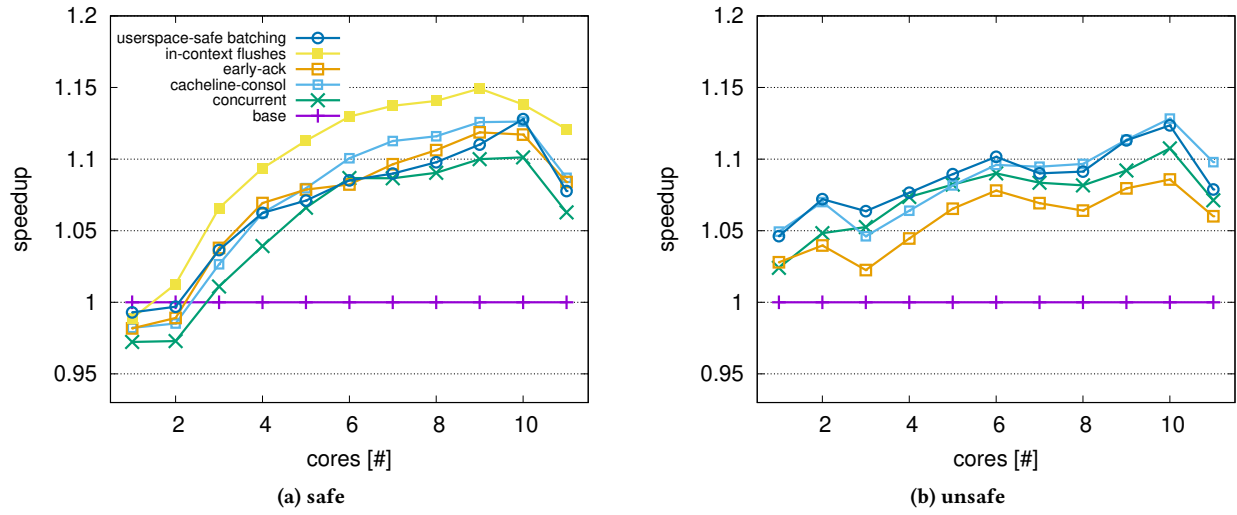 1.2
1.15
1.1
1.05
1
0.95
speedup
userspace-safe batching
in-context flushes
early-ack
cacheline-consol
concurrent
base
2 4 6 8 10
cores [#]
(a) safe
1.2
1.15
1.1
1.05
1
0.95
speedup
2 4 6 8 10
cores [#]
(b) unsafe